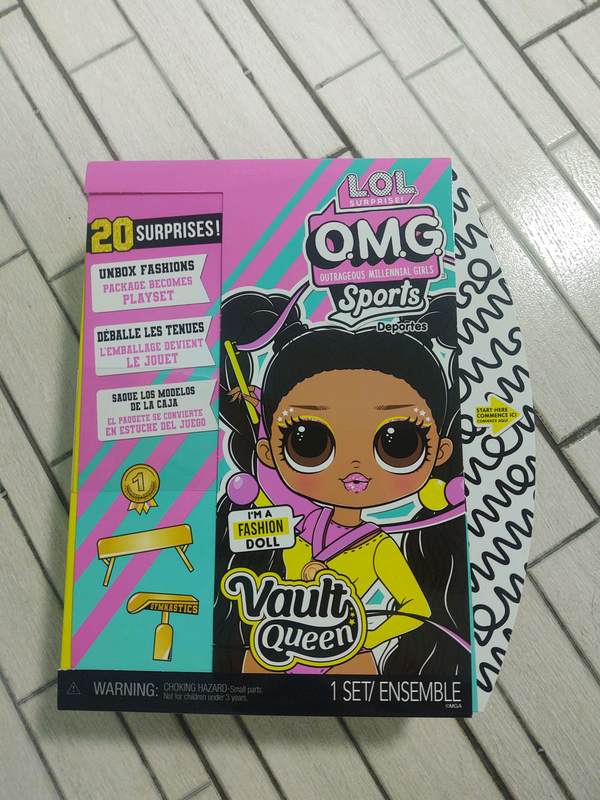 20 SURPRISES!
UNBOX FASHIONS
PACKAGE BECOMES
PLAYSET
DÉBALLE LES TENUES
L'EMBALLAGE DEVIENT
LE JOUET
SAQUE LOS MODELOS
DE LA CAJA
EL PAQUETE SE CONVIERTE
EN ESTUCHE DEL JUEGO
1
GYMNASTICS
L.O.L
SURPRISE!
O.M.G.
OUTRAGEOUS MILLENNIAL GIRLS
Sports
Deportes
START HERE
COMMENCE ICI
COMIENCE AQUÍ
I'M A
FASHION
DOLL
Vault
Queen
WARNING: CHOKING HAZARD-Small parts.
Not for children under 3 years.
1 SET/ ENSEMBLE
©MGA